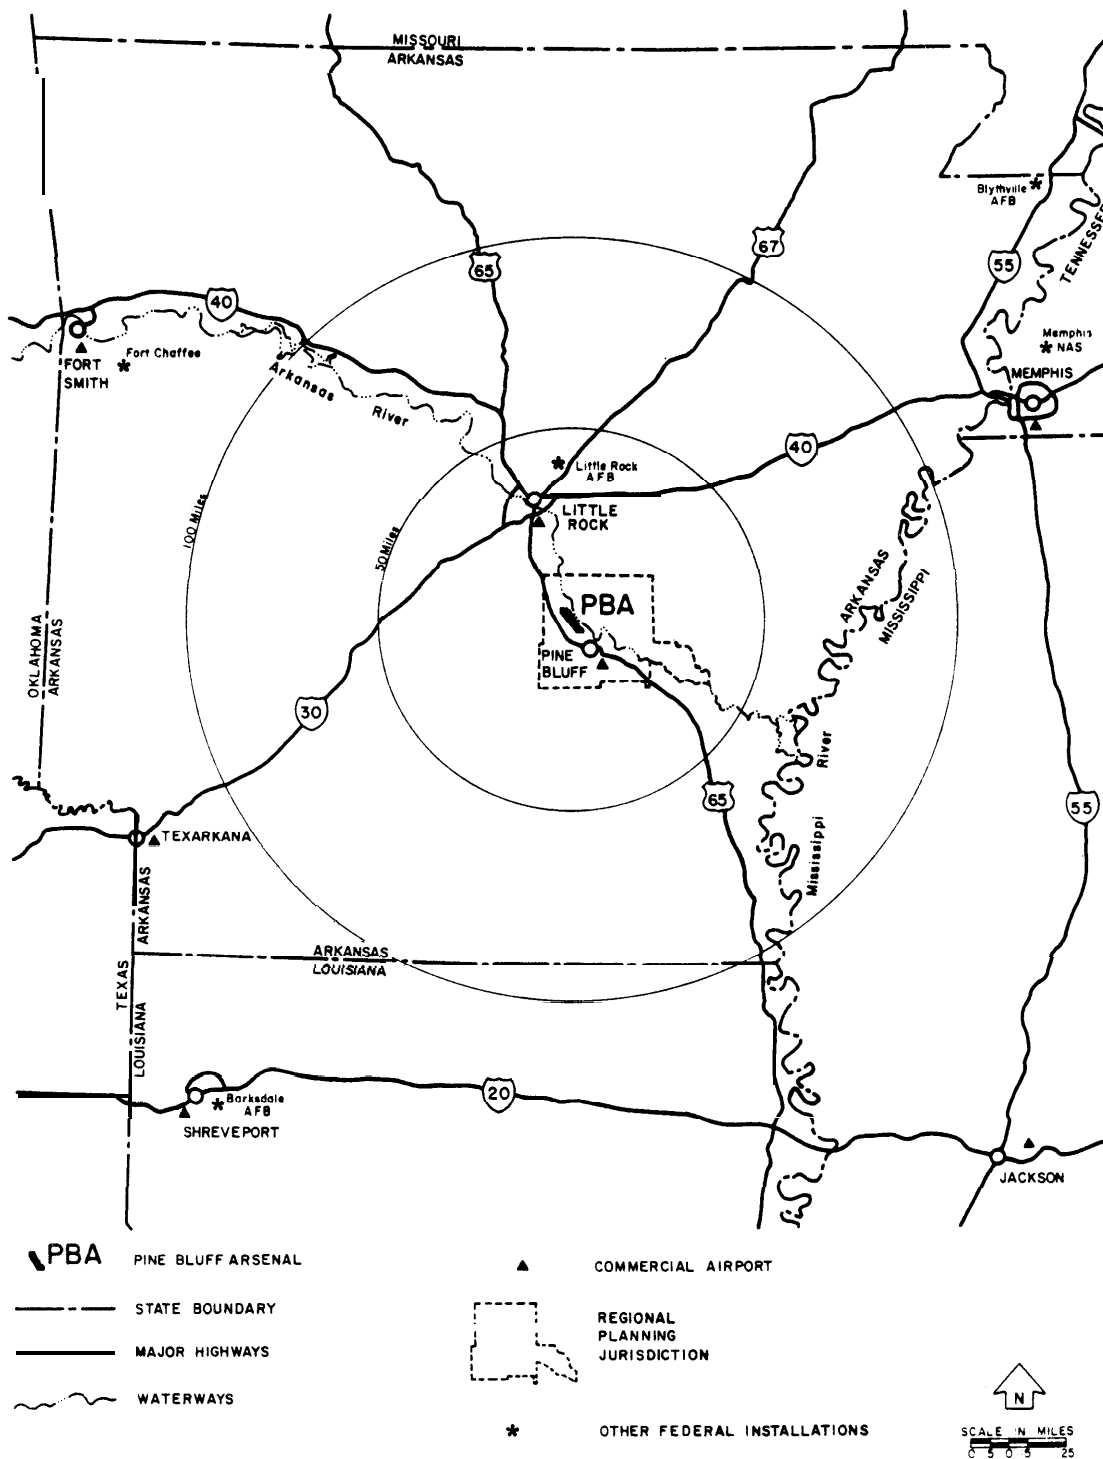 MISSOURI
ARKANSAS
Blythville
AFB
TENNESSEE
67
65
55
40
Fort Chaffee
FORT
SMITH
Arkansas
River
Memphis
NAS
MEMPHIS
40
Little Rock
AFB
LITTLE
ROCK
100 Miles
50 Miles
ARKANSAS
MISSISSIPPI
PBA
PINE
BLUFF
OKLAHOMA
ARKANSAS
30
River
65
55
Mississippi
TEXARKANA
ARKANSAS
ARKANSAS
LOUISIANA
TEXAS
LOUISIANA
20
Barksdale
AFB
SHREVEPORT
JACKSON
PBA PINE BLUFF ARSENAL
COMMERCIAL AIRPORT
STATE BOUNDARY
REGIONAL
PLANNING
JURISDICTION
MAJOR HIGHWAYS
WATERWAYS
N
* OTHER FEDERAL INSTALLATIONS
SCALE IN MILES
0 5 0 5 25